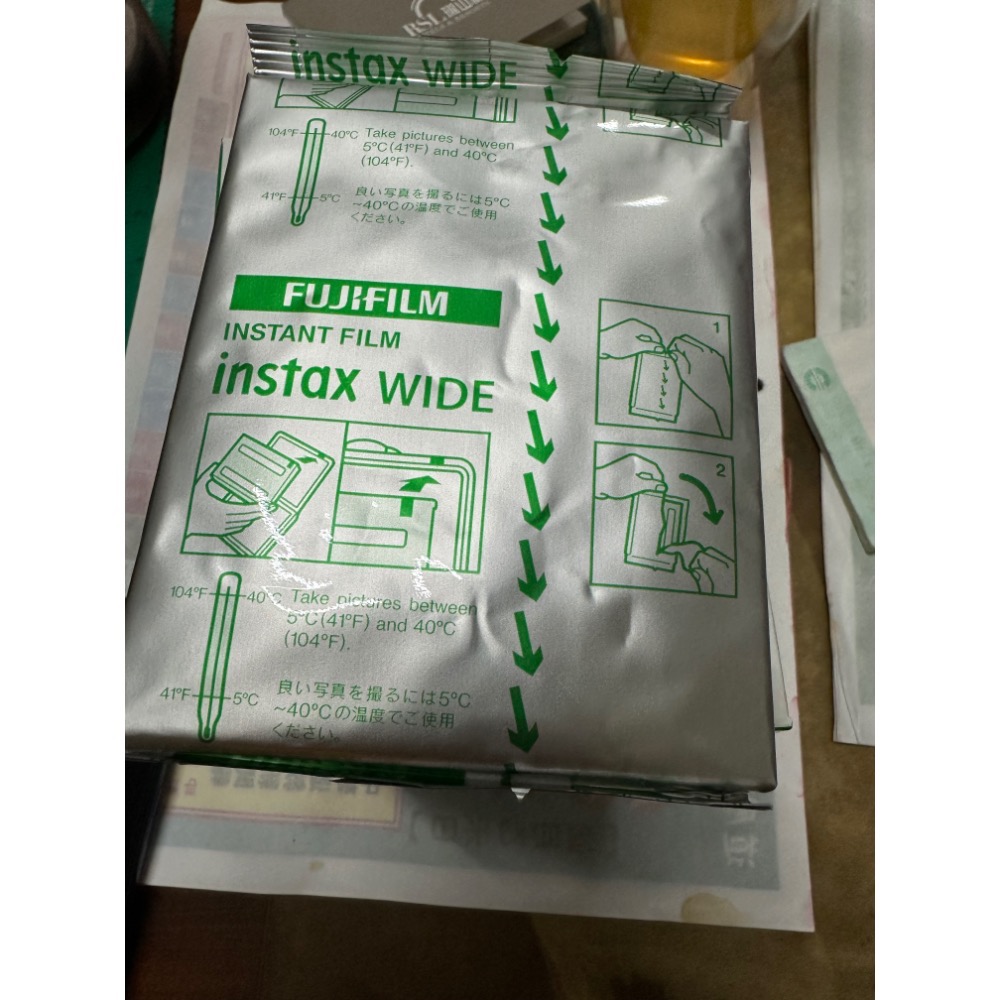 RSL
instax WIDE
104°F 40°C Take pictures between
5°C(41°F) and 40°C
(104°F).
41°F 5°C 良い写真を撮るには5°C
~40°Cの温度でご使用
ください。
FUJIFILM
INSTANT FILM
instax WIDE
1
2
104°F 40°C Take pictures between
5°C(41°F) and 40°C
(104°F).
41°F 5°C 良い写真を撮るには5°C
~40°Cの温度でご使用
ください。